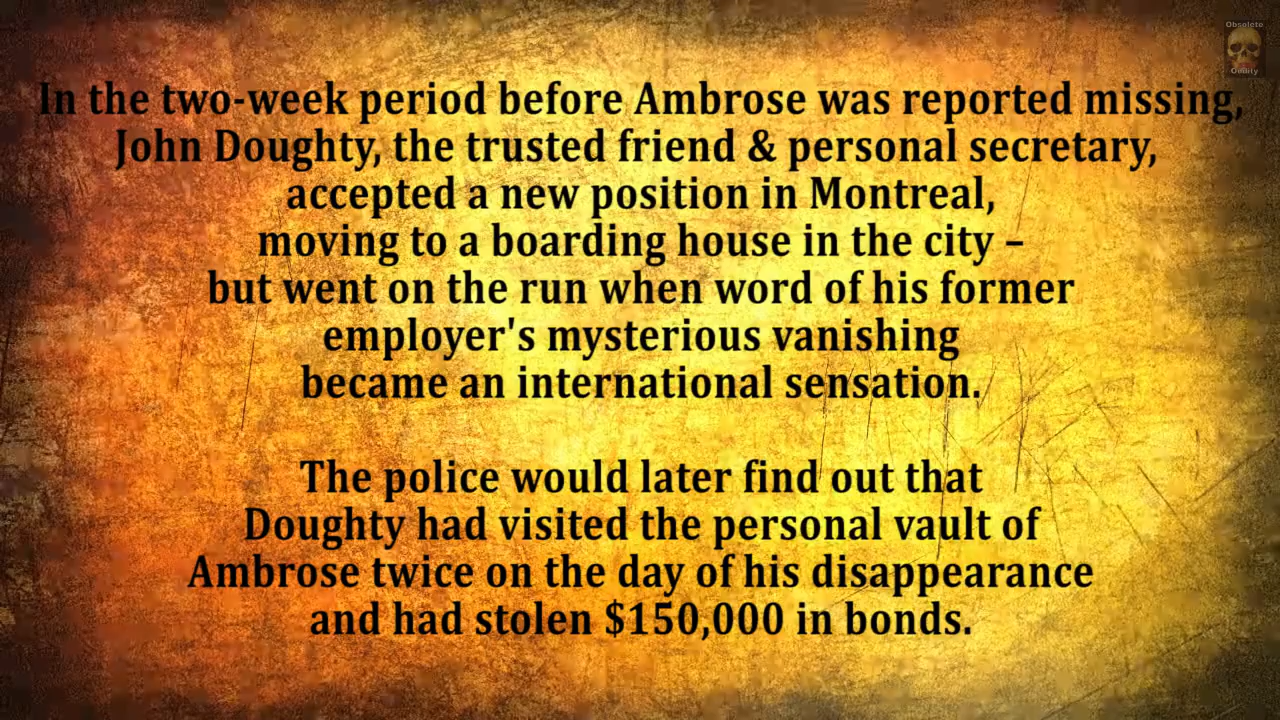 Obsolete
Oddity
In the two-week period before Ambrose was reported missing,
John Doughty, the trusted friend & personal secretary,
accepted a new position in Montreal,
moving to a boarding house in the city –
but went on the run when word of his former
employer's mysterious vanishing
became an international sensation.
The police would later find out that
Doughty had visited the personal vault of
Ambrose twice on the day of his disappearance
and had stolen $150,000 in bonds.